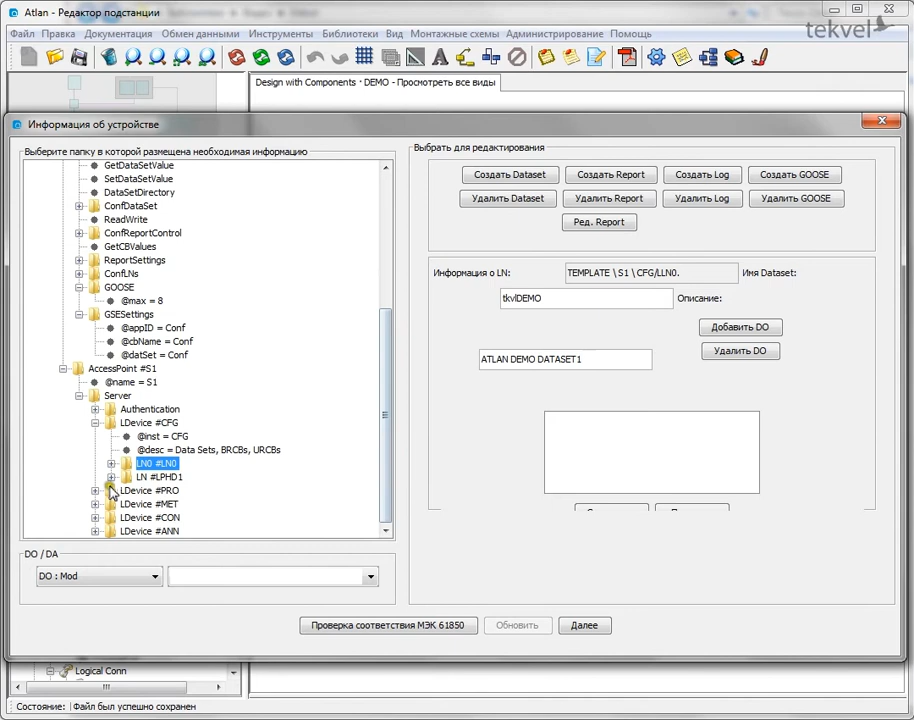 Atlan - Редактор подстанции
Файл Правка Документация Обмен данными Инструменты Библиотеки Вид Монтажные схемы Администрирование Помощь
tekvel
Design with Components * DEMO - Просмотреть все виды
Информация об устройстве
Выберите папку в которой размещена необходимая информацию
GetDataSetValue
SetDataSetValue
DataSetDirectory
ConfDataSet
ReadWrite
ConfReportControl
GetCBValues
ReportSettings
ConfLNs
GOOSE
@max = 8
GSESettings
@appID = Conf
@cbName = Conf
@datSet = Conf
AccessPoint #S1
@name = S1
Server
Authentication
LDevice #CFG
@inst = CFG
@desc = Data Sets, BRCBs, URCBs
LN0 #LN0
LN #LPHD1
LDevice #PRO
LDevice #MET
LDevice #CON
LDevice #ANN
DO / DA
DO : Mod
Выбрать для редактирования
Создать Dataset Создать Report Создать Log Создать GOOSE
Удалить Dataset Удалить Report Удалить Log Удалить GOOSE
Ред. Report
Информация о LN: TEMPLATE \ S1 \ CFG/LLN0. Имя Dataset:
tkvlDEMO Описание:
Добавить DO
Удалить DO
ATLAN DEMO DATASET1
Проверка соответствия МЭК 61850 Обновить Далее
Logical Conn
Состояние: Файл был успешно сохранен